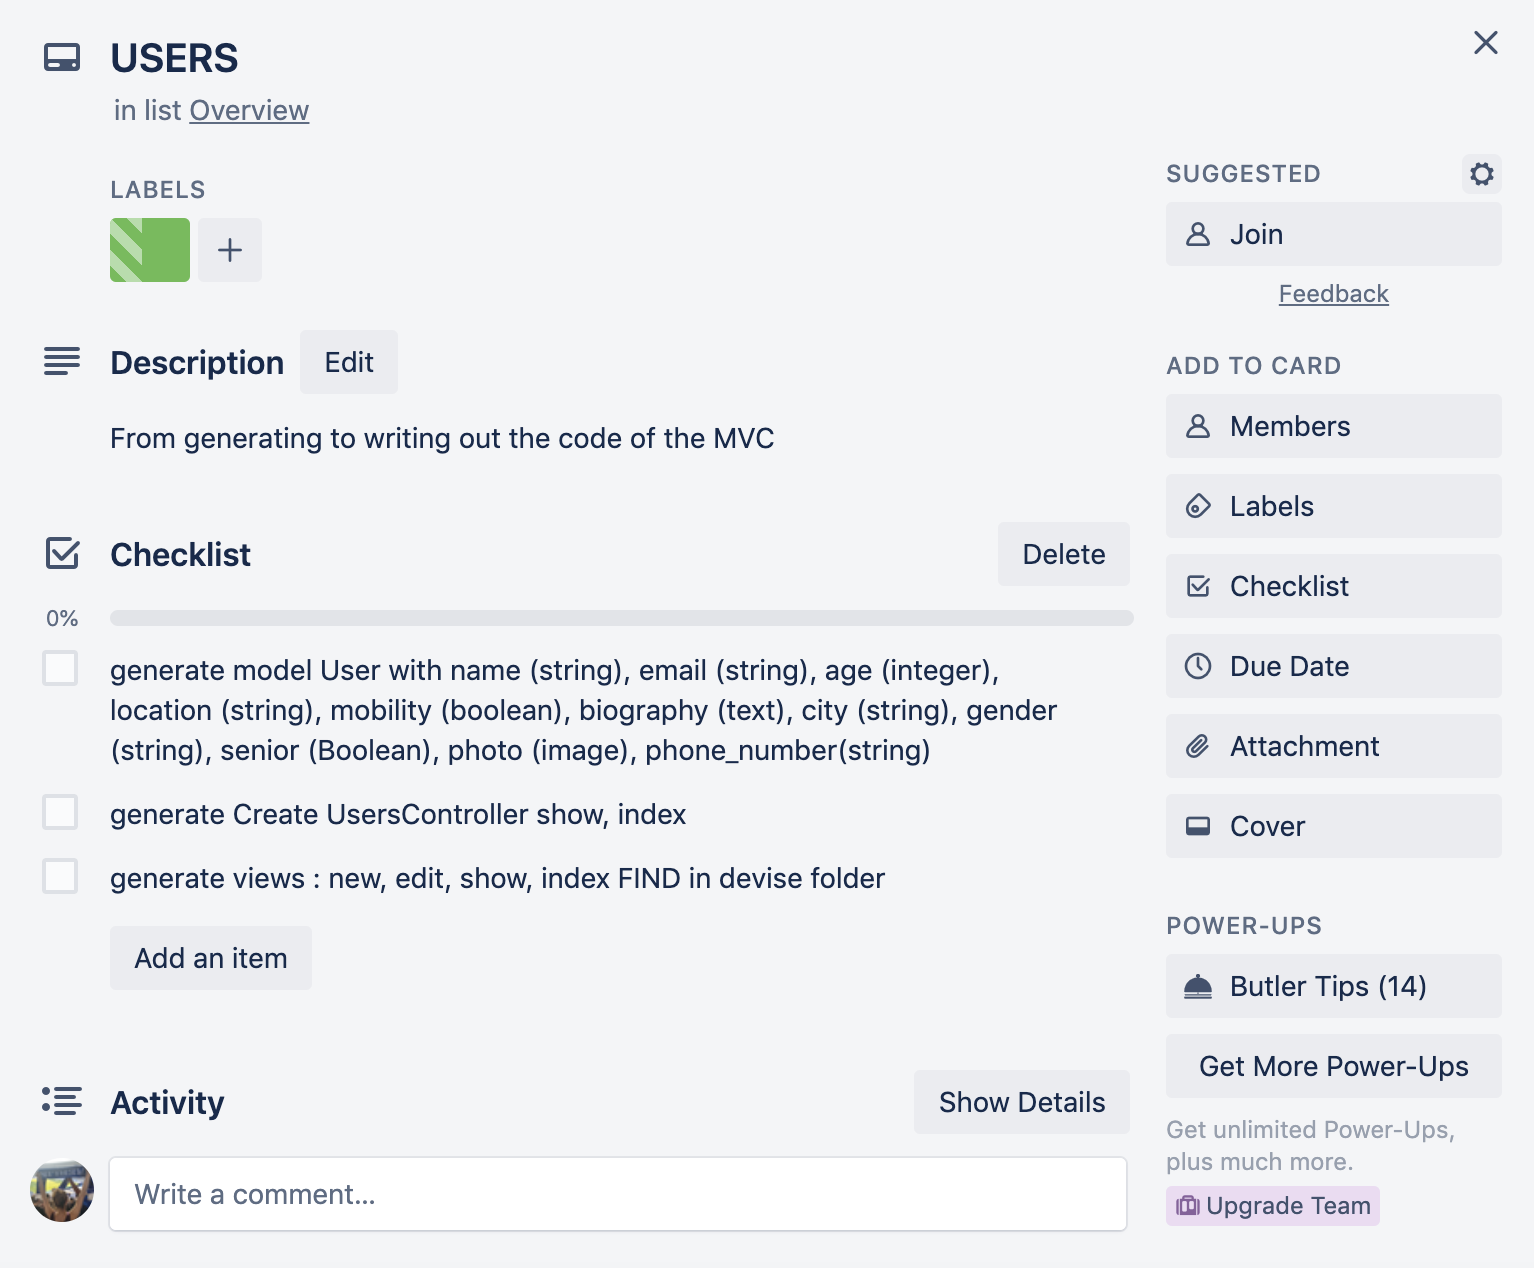 USERS
in list Overview
LABELS
Description
Edit
From generating to writing out the code of the MVC
Checklist
Delete
0%
generate model User with name (string), email (string), age (integer),
location (string), mobility (boolean), biography (text), city (string), gender
(string), senior (Boolean), photo (image), phone_number(string)
generate Create UsersController show, index
generate views : new, edit, show, index FIND in devise folder
Add an item
Activity
Show Details
Write a comment...
SUGGESTED
Join
Feedback
ADD TO CARD
Members
Labels
Checklist
Due Date
Attachment
Cover
POWER-UPS
Butler Tips (14)
Get More Power-Ups
Get unlimited Power-Ups,
plus much more.
Upgrade Team